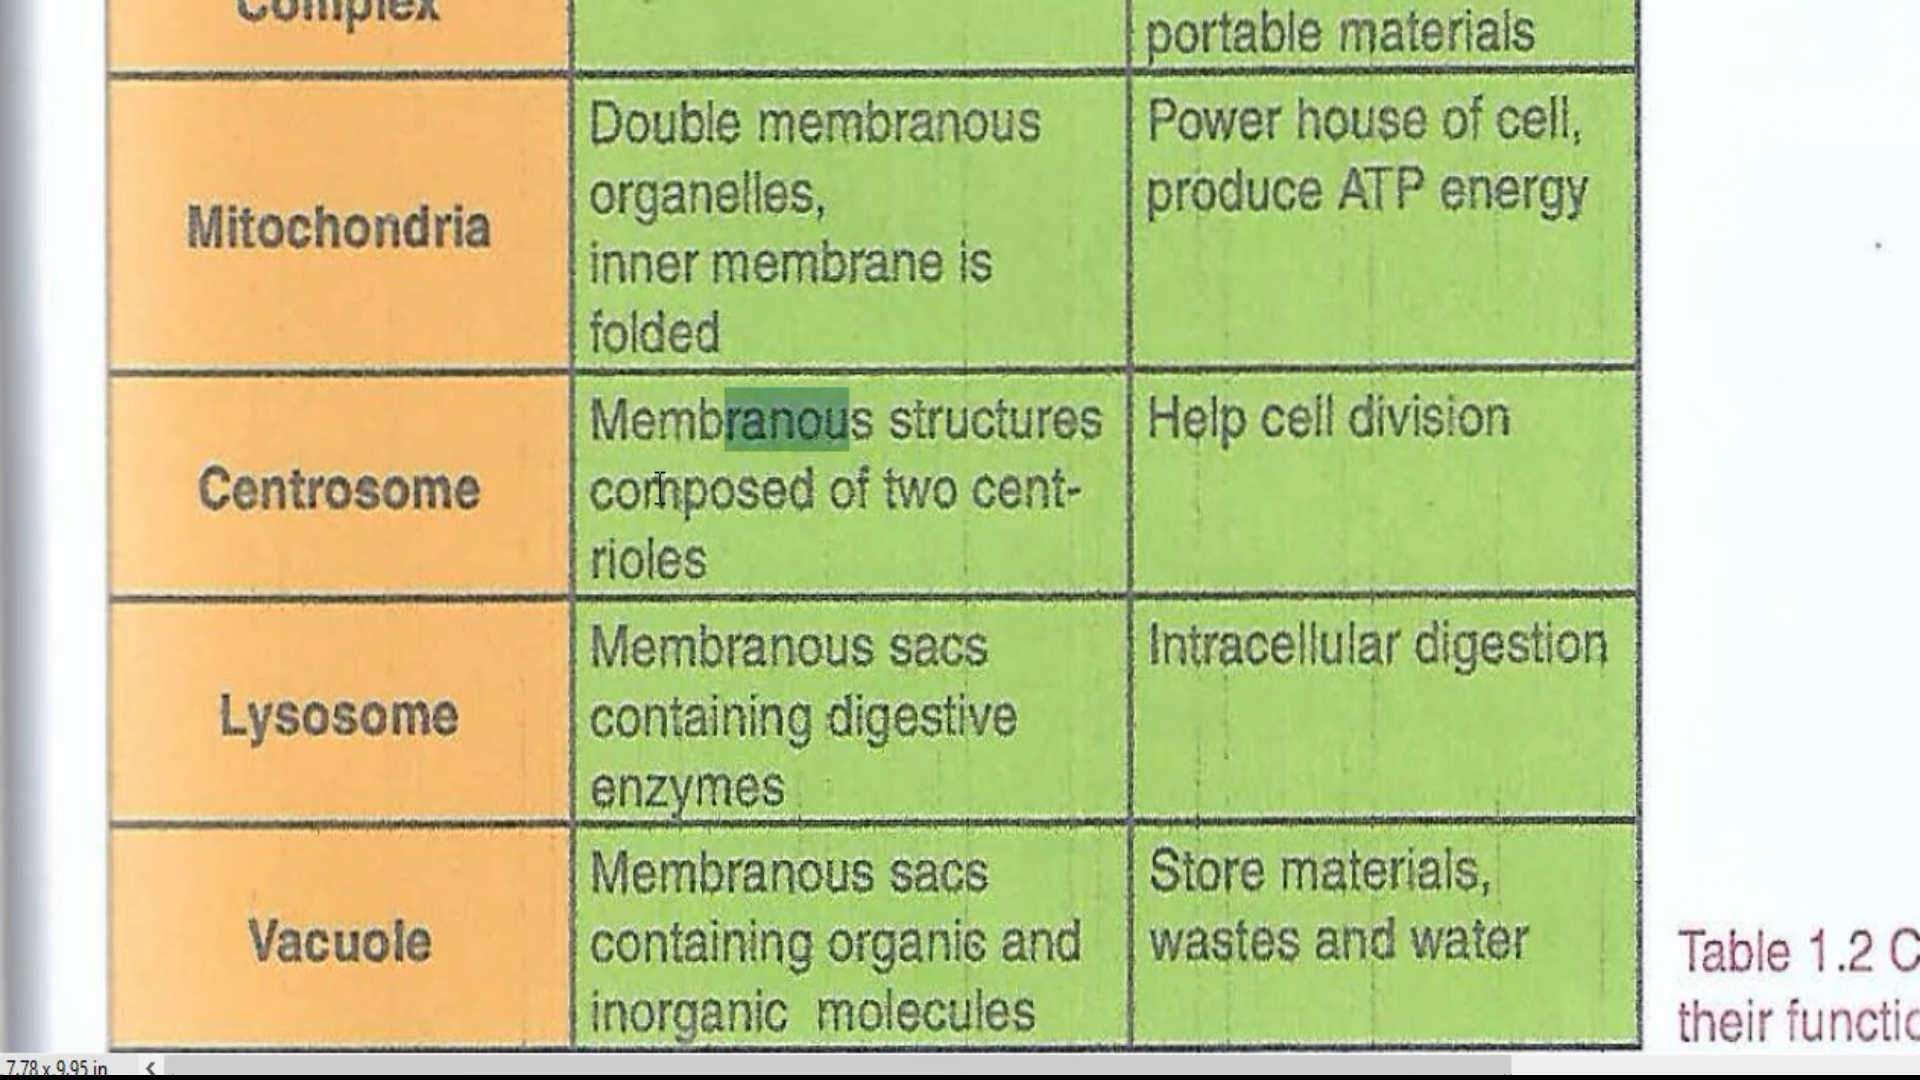 Complex
portable materials
Mitochondria
Double membranous
organelles,
inner membrane is
folded
Power house of cell,
produce ATP energy
Centrosome
Membranous structures
composed of two cent-
rioles
Help cell division
Lysosome
Membranous sacs
containing digestive
enzymes
Intracellular digestion
Vacuole
Membranous sacs
containing organic and
inorganic molecules
Store materials,
wastes and water
Table 1.2 C
their functio
7.78 x 9.95 in